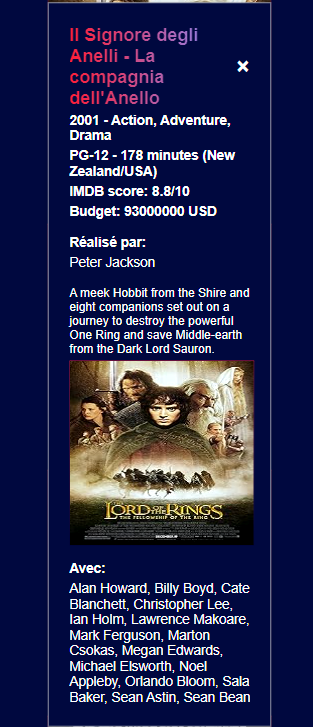 Il Signore degli
Anelli - La
compagnia
dell'Anello
×
2001 - Action, Adventure,
Drama
PG-12 - 178 minutes (New
Zealand/USA)
IMDB score: 8.8/10
Budget: 93000000 USD
Réalisé par:
Peter Jackson
A meek Hobbit from the Shire and
eight companions set out on a
journey to destroy the powerful
One Ring and save Middle-earth
from the Dark Lord Sauron.
THE
LORD OF THE RINGS
THE FELLOWSHIP OF THE RING
Avec:
Alan Howard, Billy Boyd, Cate
Blanchett, Christopher Lee,
Ian Holm, Lawrence Makoare,
Mark Ferguson, Marton
Csokas, Megan Edwards,
Michael Elsworth, Noel
Appleby, Orlando Bloom, Sala
Baker, Sean Astin, Sean Bean